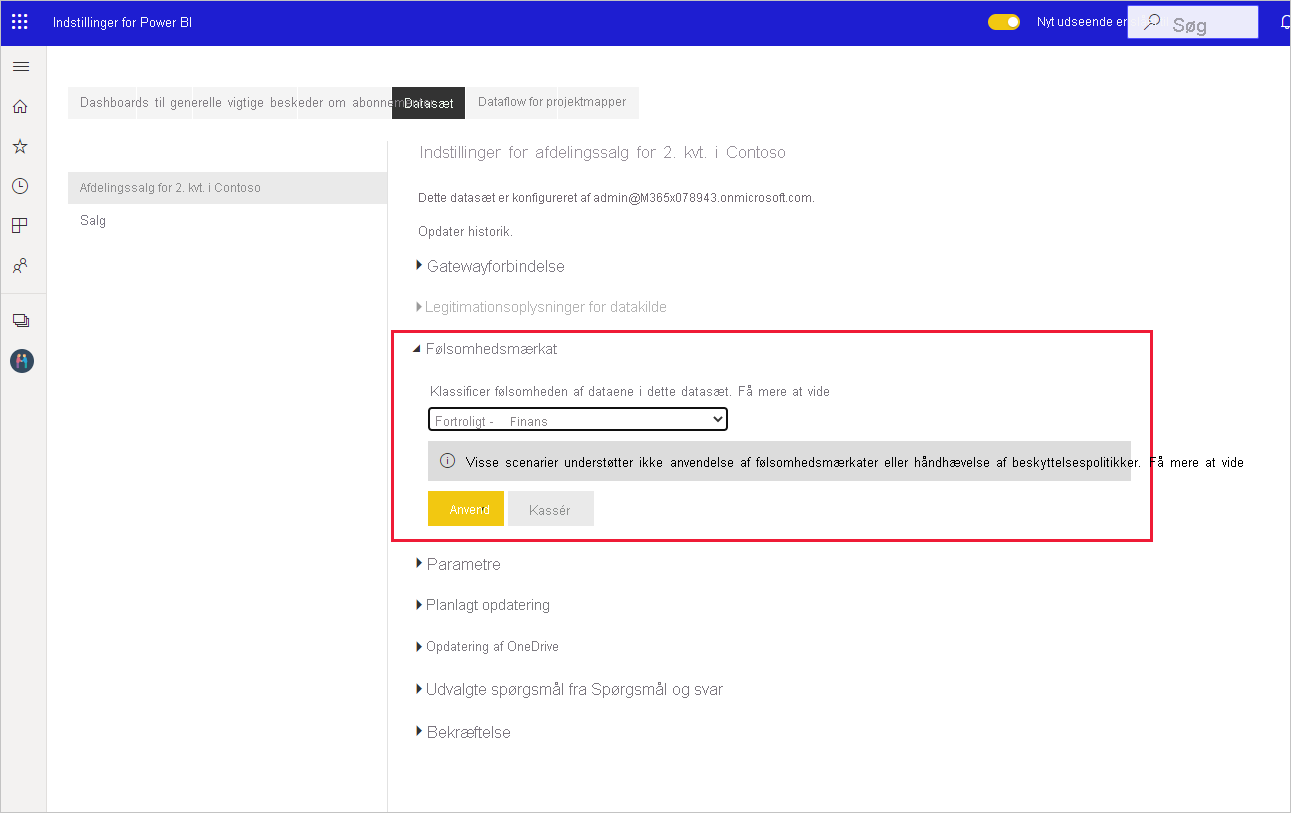 Indstillinger for Power BI
Nyt udseende er
Søg
Dashboards til generelle vigtige beskeder om abonnementer
Datasæt
Dataflow for projektmapper
Afdelingssalg for 2. kvt. i Contoso
Salg
Indstillinger for afdelingssalg for 2. kvt. i Contoso
Dette datasæt er konfigureret af admin@M365x078943.onmicrosoft.com.
Opdater historik.
Gatewayforbindelse
Legitimationsoplysninger for datakilde
Følsomhedsmærkat
Klassificer følsomheden af dataene i dette datasæt. Få mere at vide
Fortroligt - Finans
Visse scenarier understøtter ikke anvendelse af følsomhedsmærkater eller håndhævelse af beskyttelsespolitikker. Få mere at vide
Anvend
Kassér
Parametre
Planlagt opdatering
Opdatering af OneDrive
Udvalgte spørgsmål fra Spørgsmål og svar
Bekræftelse